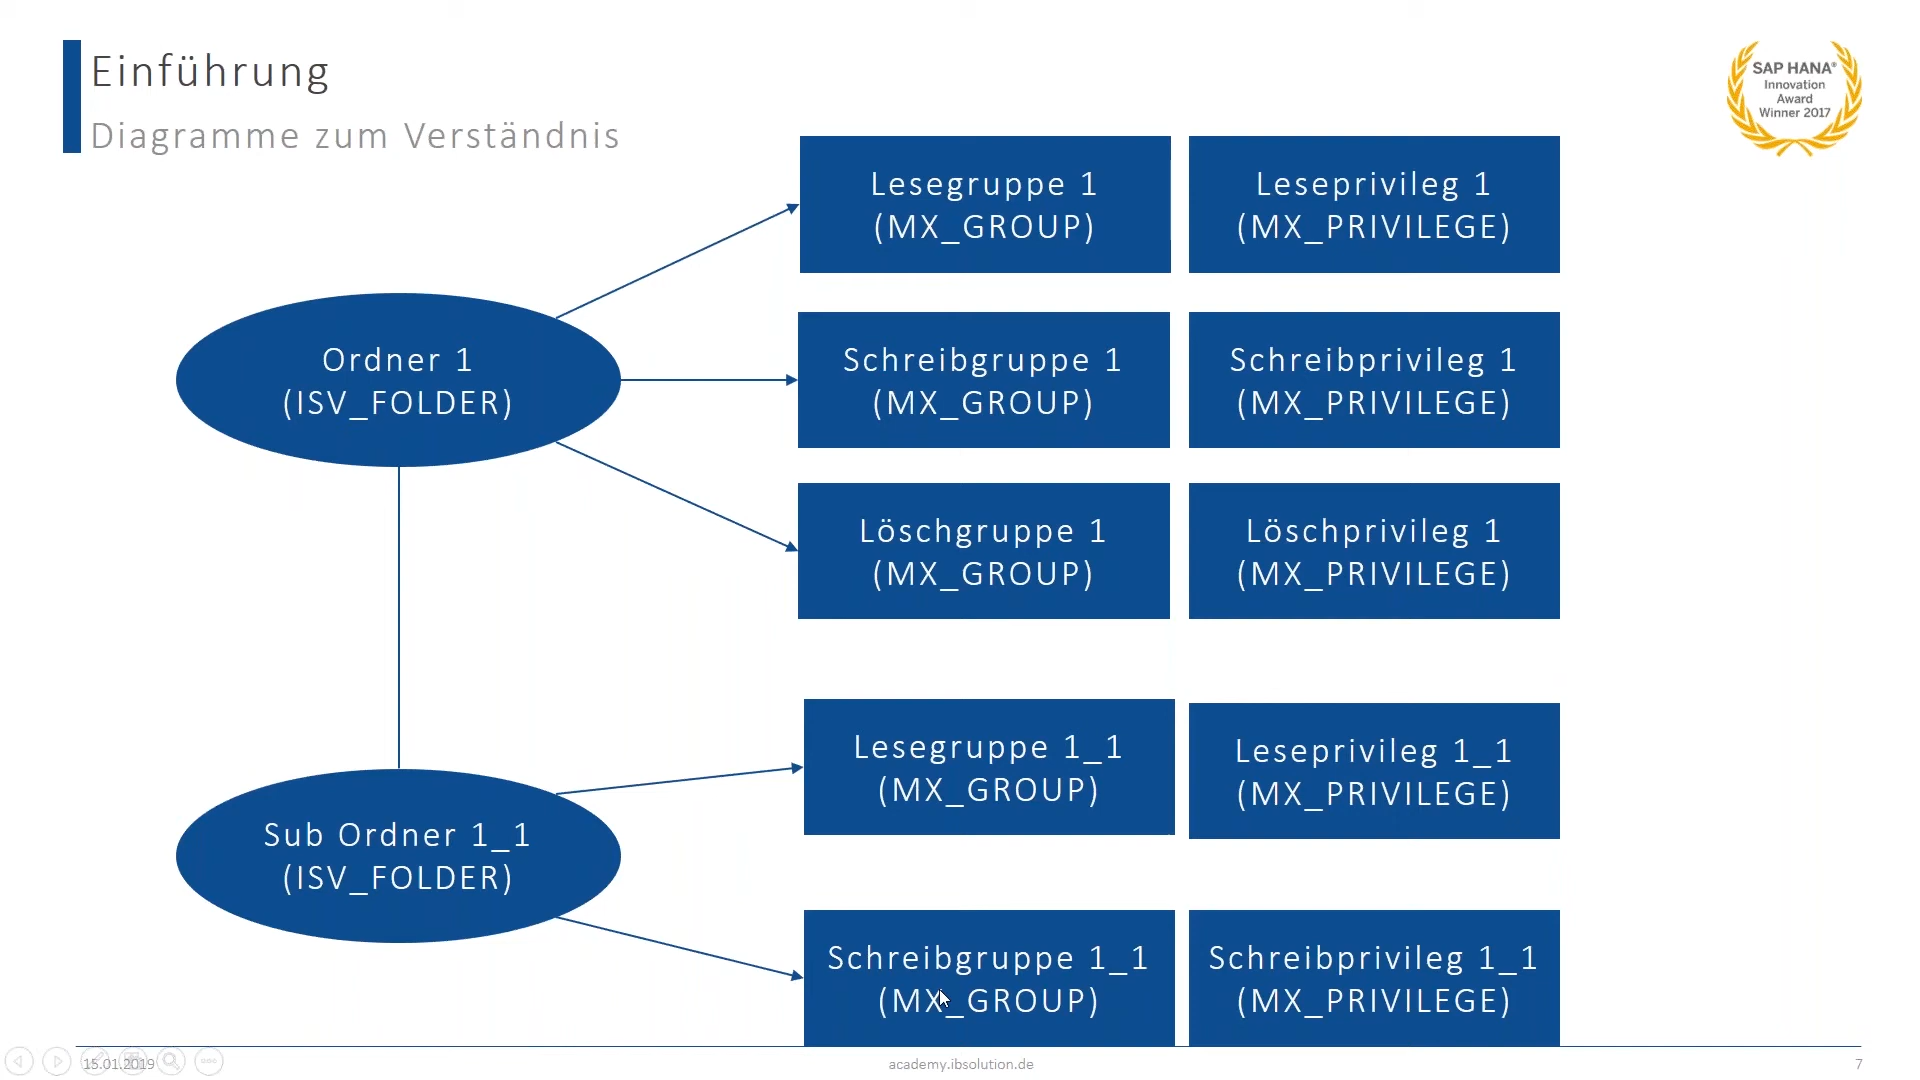 Einführung
Diagramme zum Verständnis
SAP HANA®
Innovation
Award
Winner 2017
Lesegruppe 1
(MX_GROUP)
Leseprivileg 1
(MX_PRIVILEGE)
Ordner 1
(ISV_FOLDER)
Schreibgruppe 1
(MX_GROUP)
Schreibprivileg 1
(MX_PRIVILEGE)
Löschgruppe 1
(MX_GROUP)
Löschprivileg 1
(MX_PRIVILEGE)
Sub Ordner 1_1
(ISV_FOLDER)
Lesegruppe 1_1
(MX_GROUP)
Leseprivileg 1_1
(MX_PRIVILEGE)
Schreibgruppe 1_1
(MX_GROUP)
Schreibprivileg 1_1
(MX_PRIVILEGE)
15.01.2019
academy.ibsolution.de
7